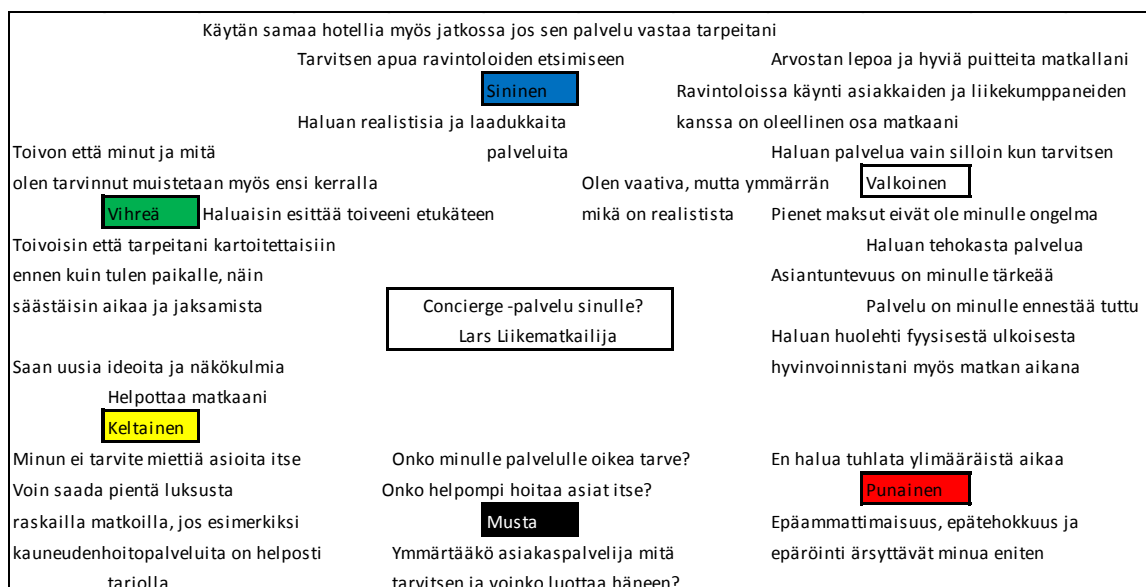 Käytän samaa hotellia myös jatkossa jos sen palvelu vastaa tarpeitani
Tarvitsen apua ravintoloiden etsimiseen
Arvostan lepoa ja hyviä puitteita matkallani
Sininen
Ravintoloissa käynti asiakkaiden ja liikekumppaneiden
Haluan realistisia ja laadukkaita
kanssa on oleellinen osa matkaani
Toivon että minut ja mitä
palveluita
Haluan palvelua vain silloin kun tarvitsen
olen tarvinnut muistetaan myös ensi kerralla
Olen vaativa, mutta ymmärrän
Valkoinen
Vihreä
Haluaisin esittää toiveeni etukäteen
mikä on realistista
Pienet maksut eivät ole minulle ongelma
Toivoisin että tarpeitani kartoitettaisiin
Haluan tehokasta palvelua
ennen kuin tulen paikalle, näin
Asiantuntevuus on minulle tärkeää
säästäisin aikaa ja jaksamista
Concierge -palvelu sinulle?
Palvelu on minulle ennestää tuttu
Lars Liikematkailija
Haluan huolehti fyysisestä ulkoisesta
Saan uusia ideoita ja näkökulmia
hyvinvoinnistani myös matkan aikana
Helpottaa matkaani
Keltainen
Minun ei tarvite miettiä asioita itse
Onko minulle palvelulle oikea tarve?
En halua tuhlata ylimääräistä aikaa
Voin saada pientä luksusta
Onko helpompi hoitaa asiat itse?
Punainen
raskailla matkoilla, jos esimerkiksi
Musta
Epäammattimaisuus, epätehokkuus ja
kauneudenhoitopalveluita on helposti
Ymmärtääkö asiakaspalvelija mitä
epäröinti ärsyttävät minua eniten
tarjolla
tarvitsen ja voinko luottaa häneen?